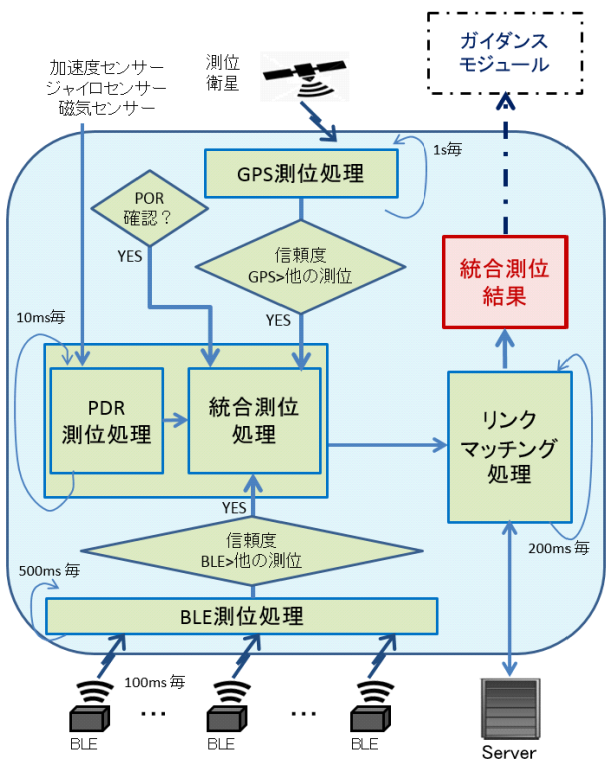 加速度センサー
ジャイロセンサー
磁気センサー
測位
衛星
ガイダンス
モジュール
1s毎
GPS測位処理
POR
確認？
YES
信頼度
GPS>他の測位
YES
統合測位
結果
10ms毎
PDR
測位処理
統合測位
処理
リンク
マッチング
処理
YES
信頼度
BLE>他の測位
200ms 毎
500ms 毎
BLE測位処理
100ms 毎
…
…
BLE
BLE
BLE
Server